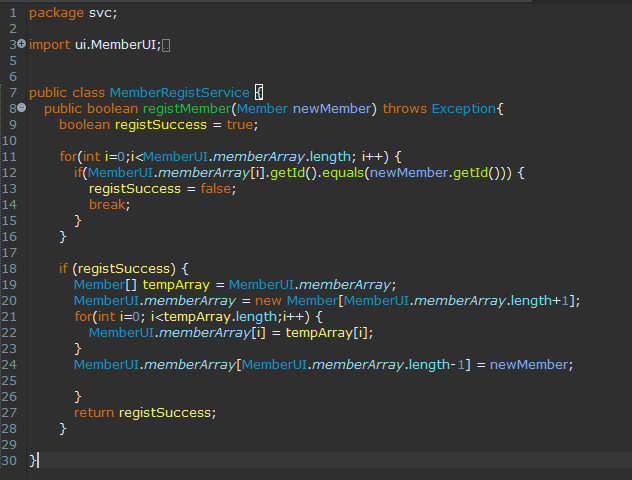 1 package svc;
2
3 import ui.MemberUI;
5
6
7 public class MemberRegistService {
8 public boolean registMember(Member newMember) throws Exception{
9 boolean registSuccess = true;
10
11 for(int i=0;i<MemberUI.memberArray.length; i++) {
12 if(MemberUI.memberArray[i].getId().equals(newMember.getId())) {
13 registSuccess = false;
14 break;
15 }
16 }
17
18 if (registSuccess) {
19 Member[] tempArray = MemberUI.memberArray;
20 MemberUI.memberArray = new Member[MemberUI.memberArray.length+1];
21 for(int i=0; i<tempArray.length;i++) {
22 MemberUI.memberArray[i] = tempArray[i];
23 }
24 MemberUI.memberArray[MemberUI.memberArray.length-1] = newMember;
25
26 }
27 return registSuccess;
28 }
29
30 }